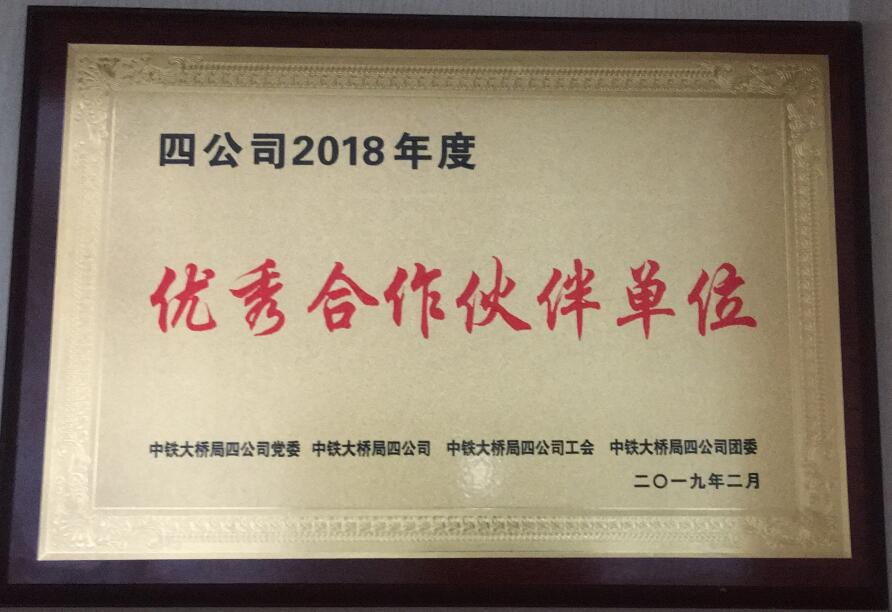 四公司2018年度
优秀合作伙伴单位
中铁大桥局四公司党委 中铁大桥局四公司 中铁大桥局四公司工会 中铁大桥局四公司团委
二〇一九年二月